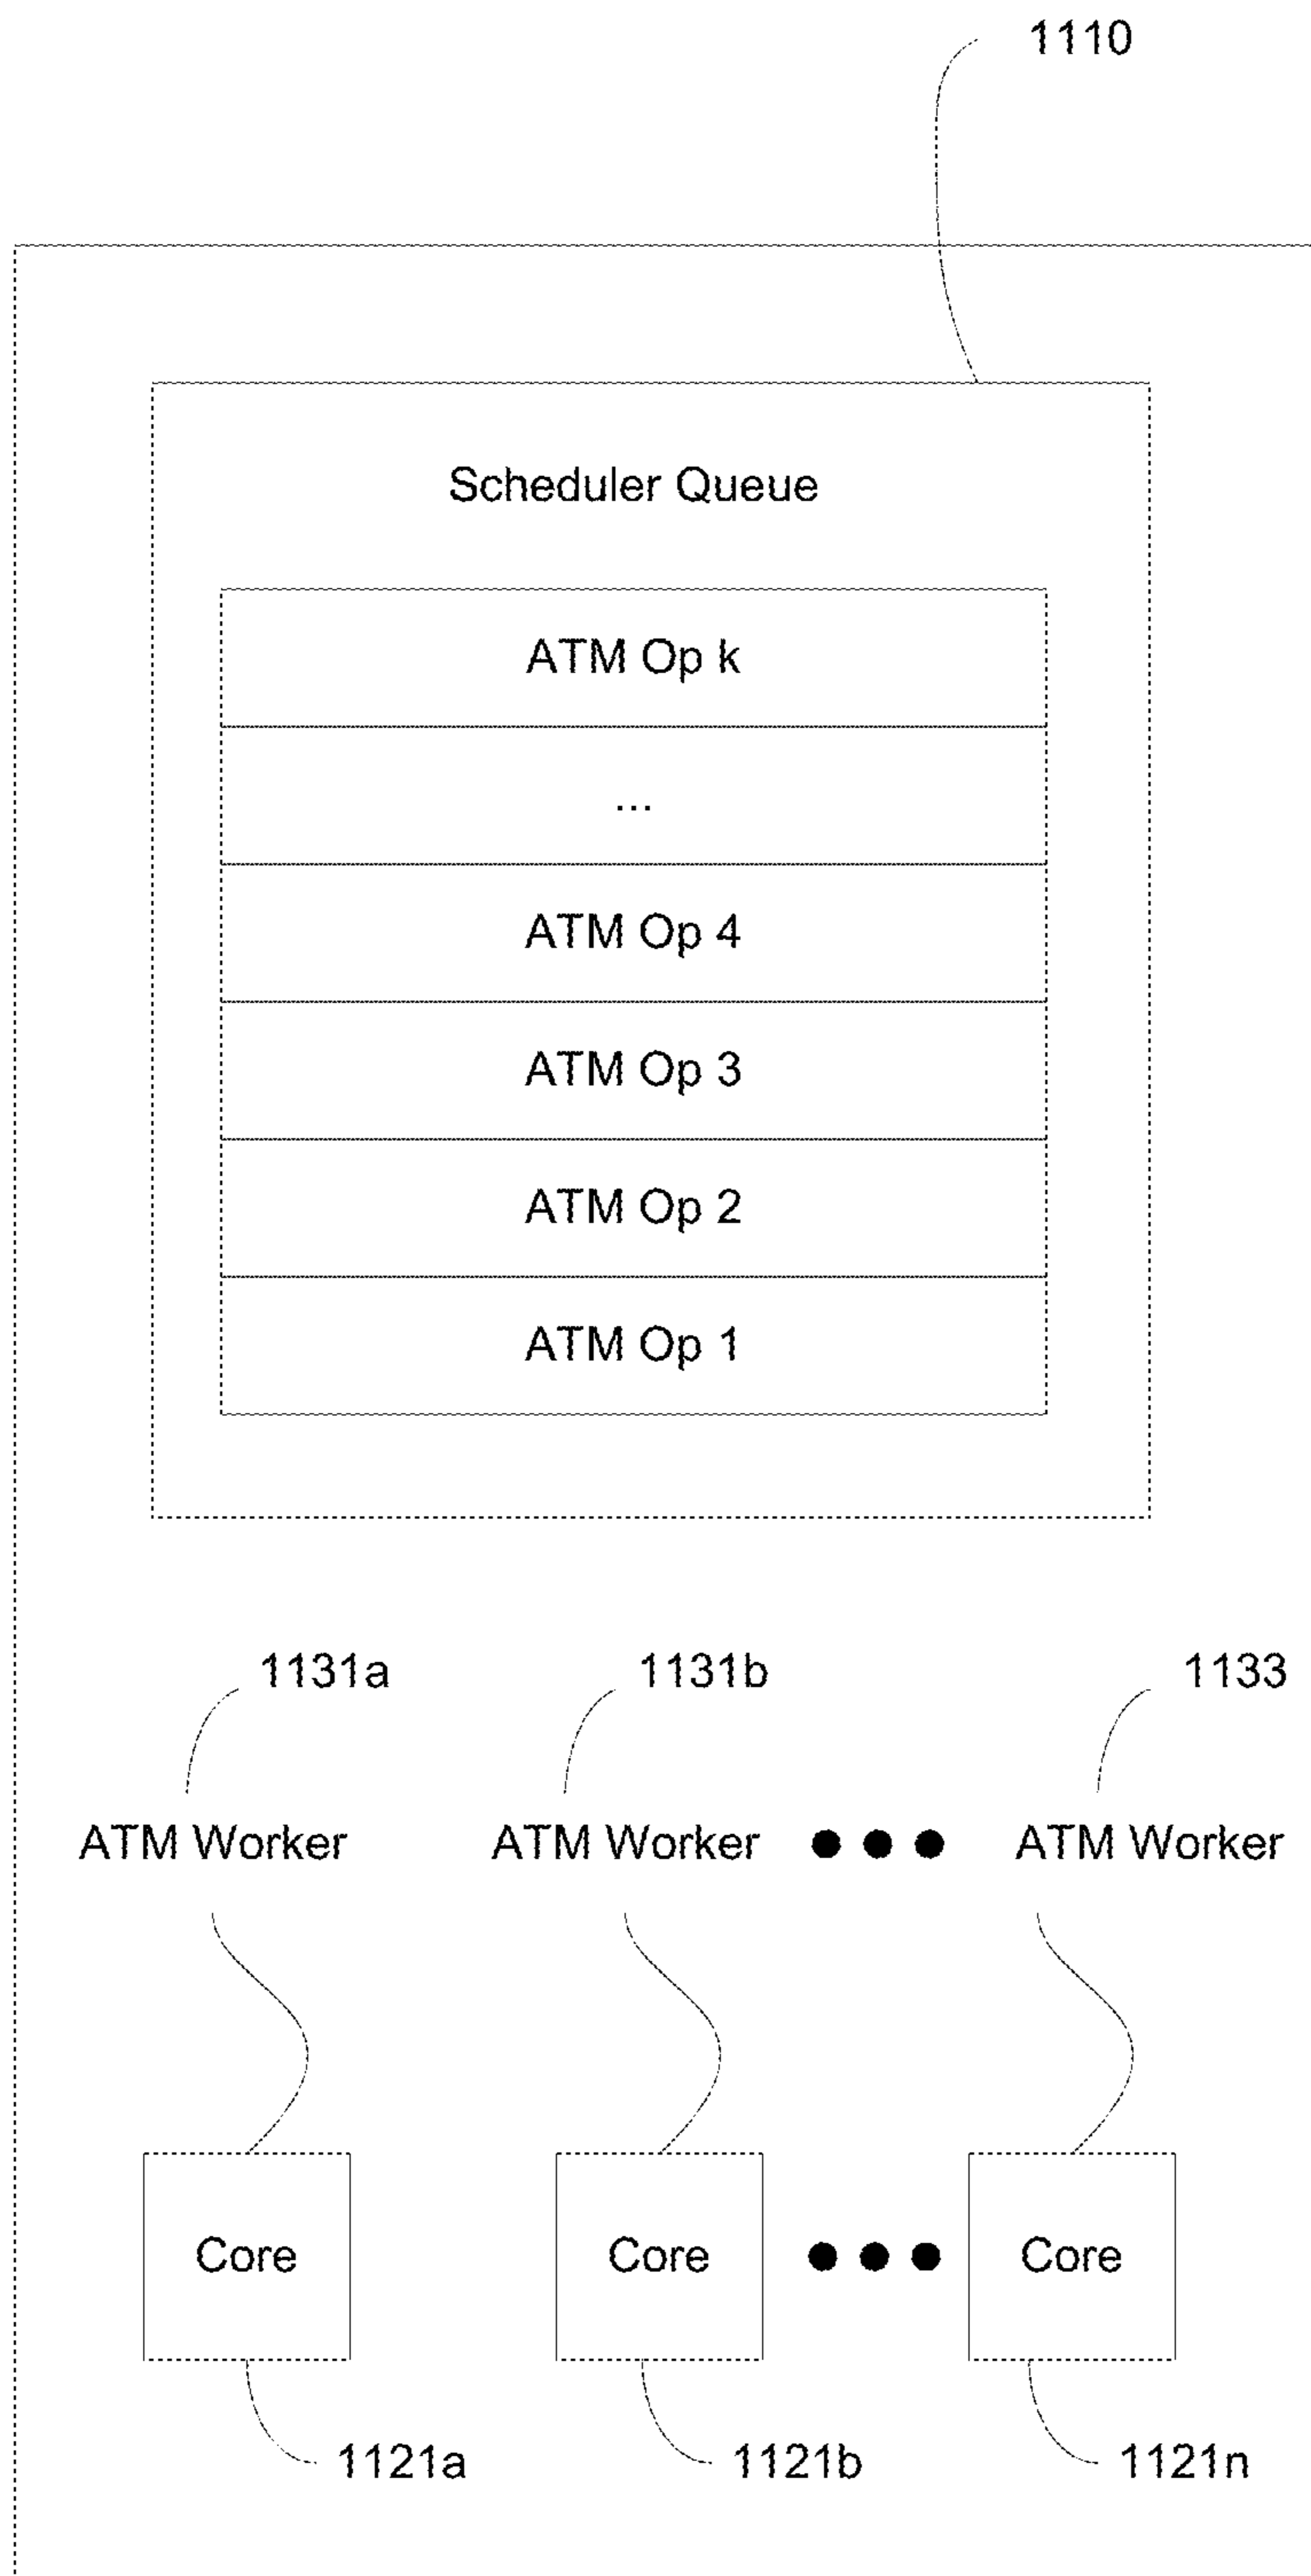 1110
Scheduler Queue
ATM Op k
...
ATM Op 4
ATM Op 3
ATM Op 2
ATM Op 1
1131a 1131b 1133
ATM Worker ATM Worker ●●● ATM Worker
Core Core ●●● Core
1121a 1121b 1121n